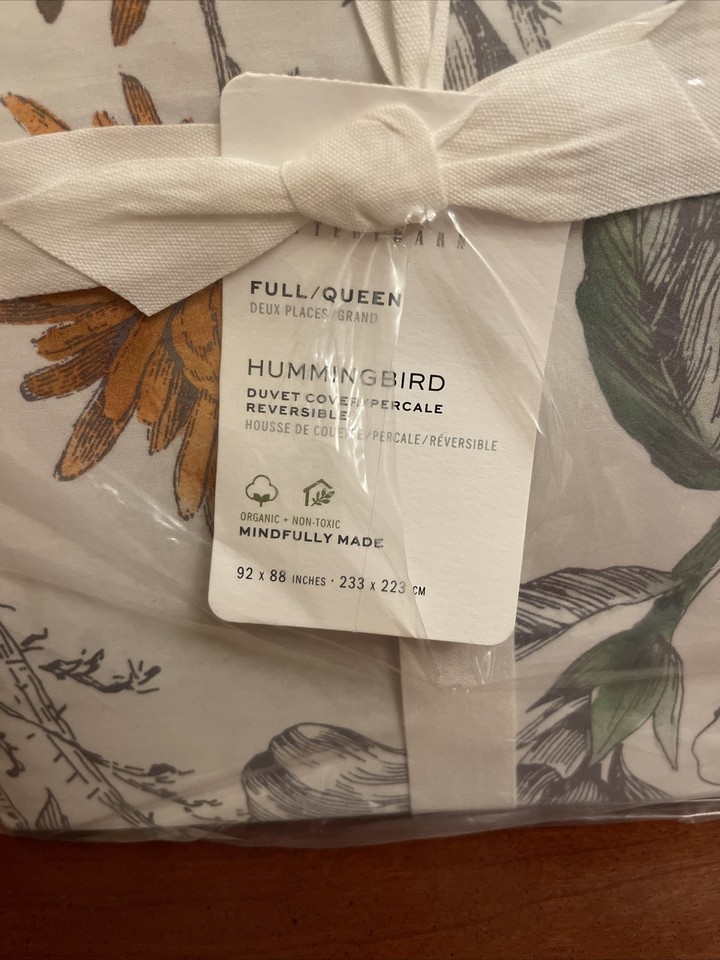 FULL/QUEEN
DEUX PLACES/GRAND
HUMMINGBIRD
DUVET COVER/PERCALE
REVERSIBLE
HOUSSE DE COUETTE/PERCALE/RÉVERSIBLE
ORGANIC + NON-TOXIC
MINDFULLY MADE
92 x 88 INCHES · 233 x 223 CM